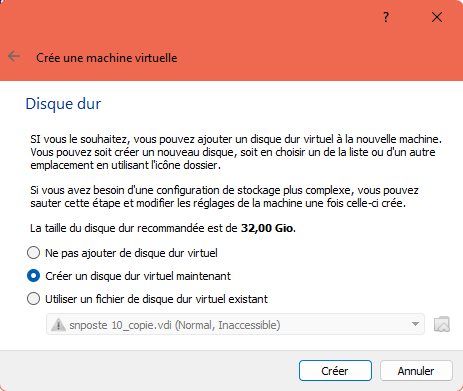 ?
Crée une machine virtuelle
Disque dur
SI vous le souhaitez, vous pouvez ajouter un disque dur virtuel à la nouvelle machine.
Vous pouvez soit créer un nouveau disque, soit en choisir un de la liste ou d'un autre
emplacement en utilisant l'icône dossier.
Si vous avez besoin d'une configuration de stockage plus complexe, vous pouvez
sauter cette étape et modifier les réglages de la machine une fois celle-ci crée.
La taille du disque dur recommandée est de 32,00 Gio.
Ne pas ajouter de disque dur virtuel
Créer un disque dur virtuel maintenant
Utiliser un fichier de disque dur virtuel existant
snposte 10_copie.vdi (Normal, Inaccessible)
Créer
Annuler